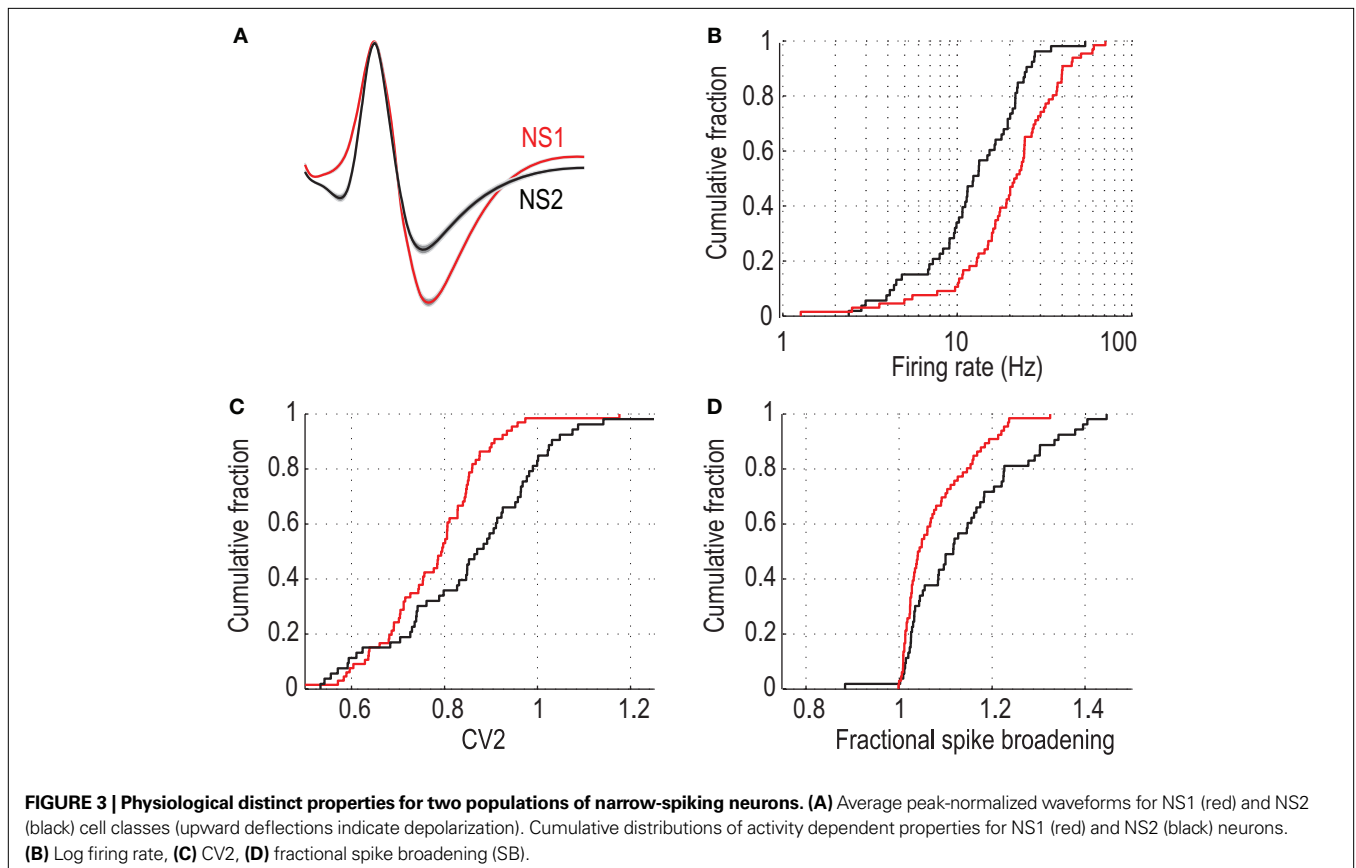 A
NS1
NS2
B
1
0.8
0.6
0.4
0.2
0
Cumulative fraction
1
10
100
Firing rate (Hz)
C
1
0.8
0.6
0.4
0.2
0
Cumulative fraction
0.6
0.8
1
1.2
CV2
D
1
0.8
0.6
0.4
0.2
0
Cumulative fraction
0.8
1
1.2
1.4
Fractional spike broadening
FIGURE 3 | Physiological distinct properties for two populations of narrow-spiking neurons. (A) Average peak-normalized waveforms for NS1 (red) and NS2
(black) cell classes (upward deflections indicate depolarization). Cumulative distributions of activity dependent properties for NS1 (red) and NS2 (black) neurons.
(B) Log firing rate, (C) CV2, (D) fractional spike broadening (SB).